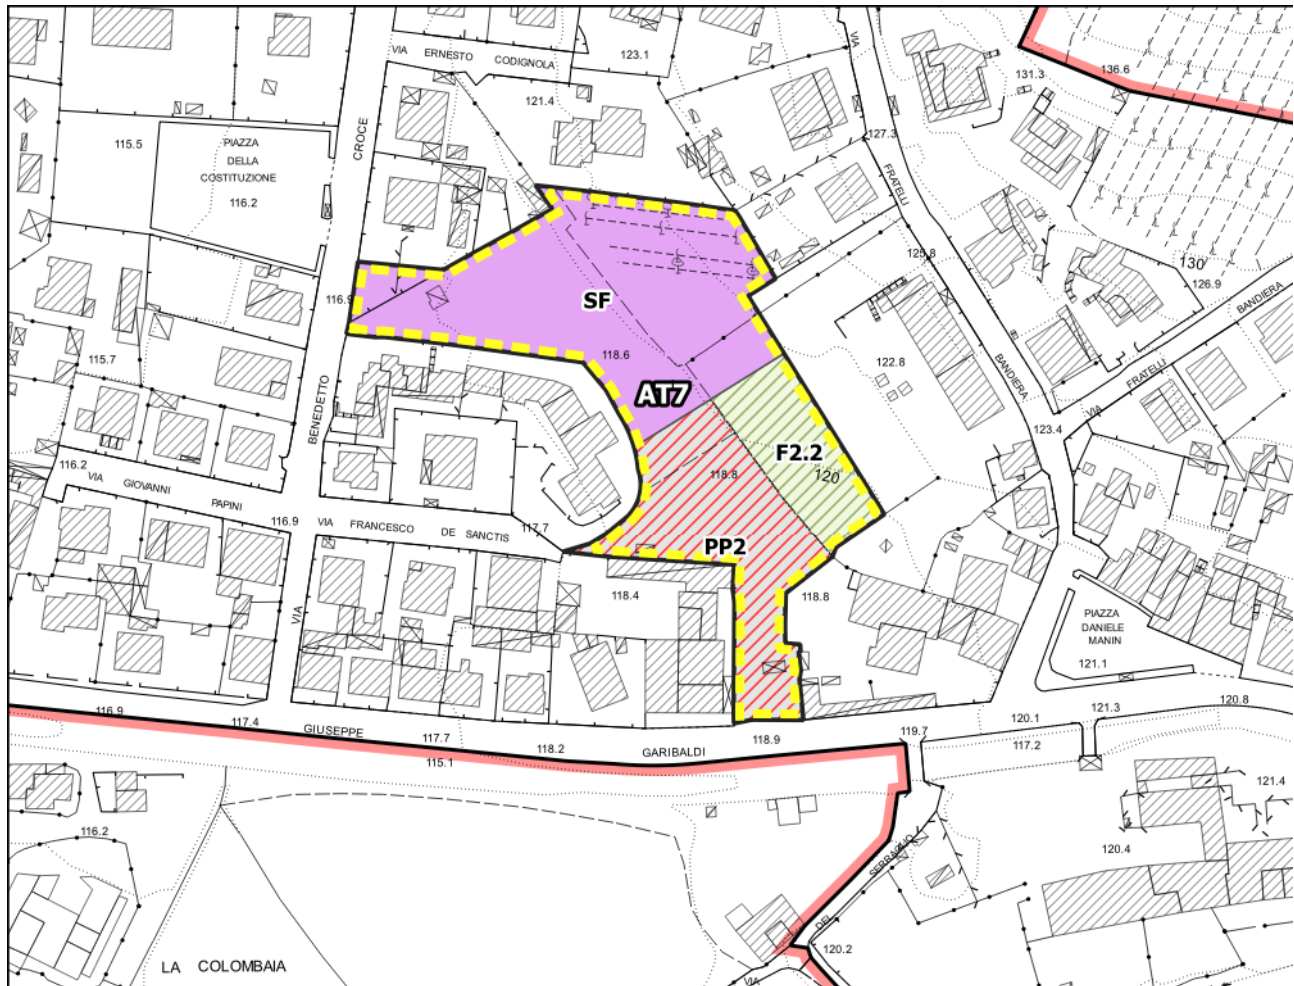 VIA
ERNESTO
CODIGNOLA
123.1
VIA
131.3
136.6
121.4
127.3
115.5
PIAZZA
DELLA
COSTITUZIONE
116.2
CROCE
FRATELLI
125.8
130
126.9
BANDIERA
116.9
SF
118.6
115.7
122.8
FRATELLI
VIA
BANDIERA
AT7
BENEDETTO
123.4
F2.2
118.8
120
116.2
VIA
GIOVANNI
PAPINI
116.9
VIA
FRANCESCO
DE SANCTIS
117.7
PP2
118.4
118.8
VIA
PIAZZA
DANIELE
MANIN
121.1
116.9
117.4
GIUSEPPE
117.7
115.1
118.2
GARIBALDI
118.9
119.7
120.1
117.2
121.3
120.8
121.4
116.2
120.4
SERRAGLIO
DEL
120.2
VIA
LA COLOMBAIA